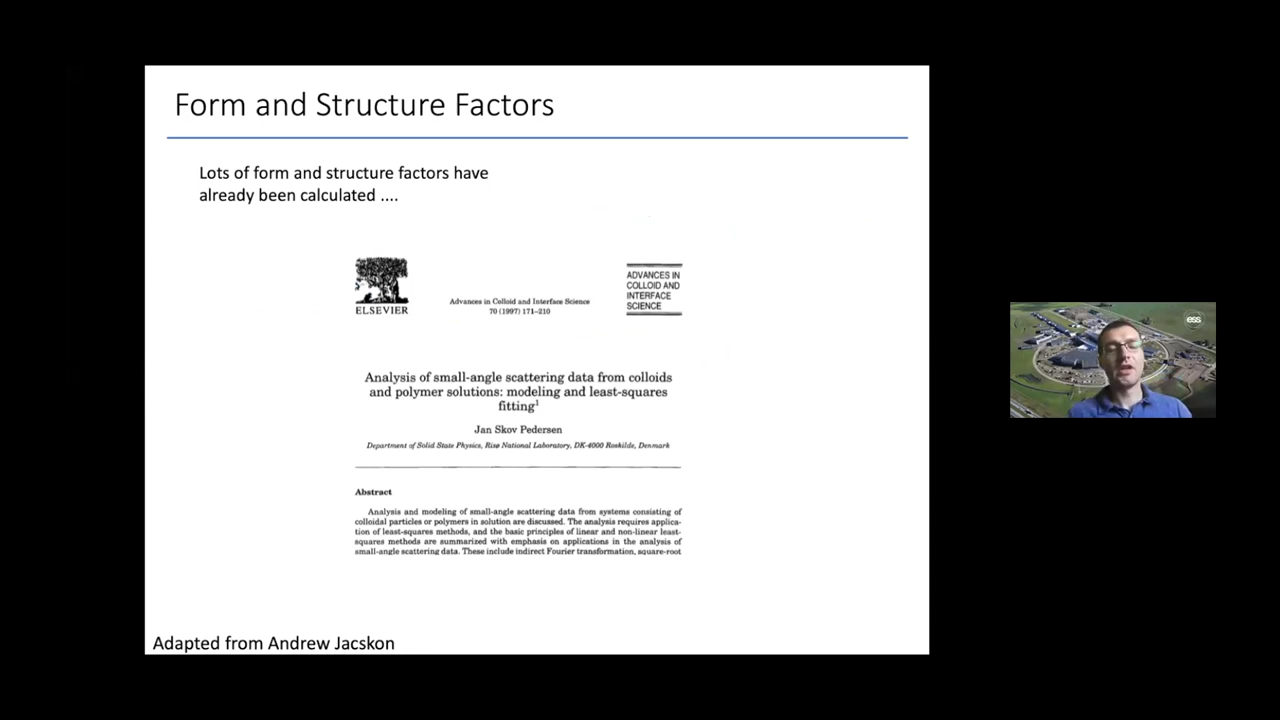 Form and Structure Factors
Lots of form and structure factors have
already been calculated ....
ELSEVIER
Advances in Colloid and Interface Science
70 (1997) 171–210
ADVANCES IN
COLLOID AND
INTERFACE
SCIENCE
Analysis of small-angle scattering data from colloids
and polymer solutions: modeling and least-squares
fitting¹
Jan Skov Pedersen
Department of Solid State Physics, Risø National Laboratory, DK-4000 Roskilde, Denmark
Abstract
Analysis and modeling of small-angle scattering data from systems consisting of
colloidal particles or polymers in solution are discussed. The analysis requires applica-
tion of least-squares methods, and the basic principles of linear and non-linear least-
squares methods are summarized with emphasis on applications in the analysis of
small-angle scattering data. These include indirect Fourier transformation, square-root
Adapted from Andrew Jacskon
ess